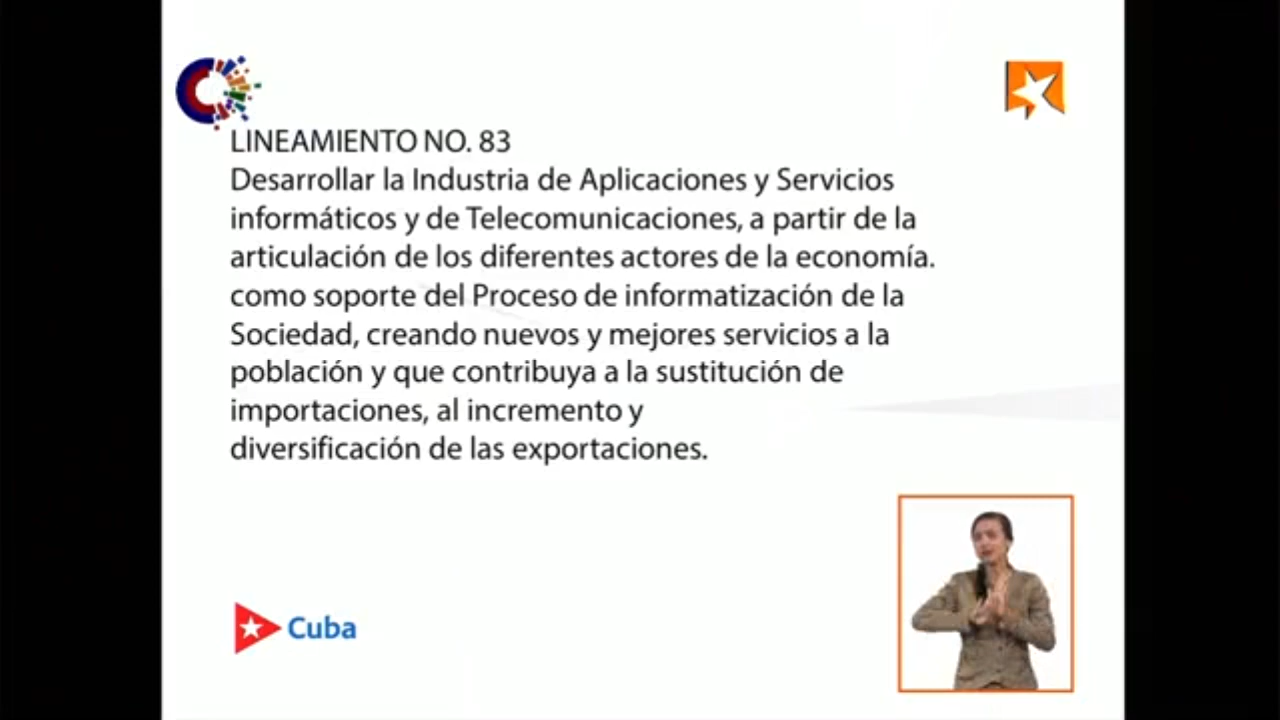 LINEAMIENTO NO. 83
Desarrollar la Industria de Aplicaciones y Servicios
informáticos y de Telecomunicaciones, a partir de la
articulación de los diferentes actores de la economía.
como soporte del Proceso de informatización de la
Sociedad, creando nuevos y mejores servicios a la
población y que contribuya a la sustitución de
importaciones, al incremento y
diversificación de las exportaciones.
Cuba